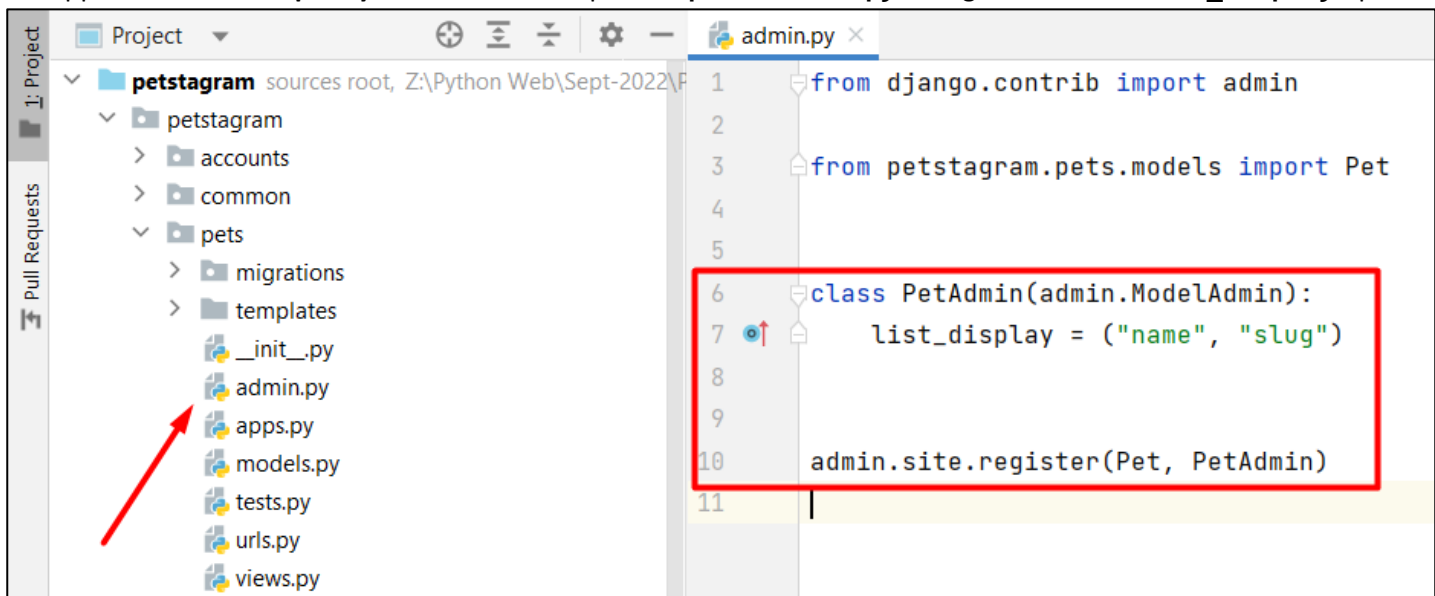 1: Project
Pull Requests
Project
petstagram sources root, Z:\Python Web\Sept-2022\
petstagram
accounts
common
pets
migrations
templates
__init__.py
admin.py
apps.py
models.py
tests.py
urls.py
views.py
admin.py
1 from django.contrib import admin
2
3 from petstagram.pets.models import Pet
4
5
6 class PetAdmin(admin.ModelAdmin):
7 list_display = ("name", "slug")
8
9
10 admin.site.register(Pet, PetAdmin)
11